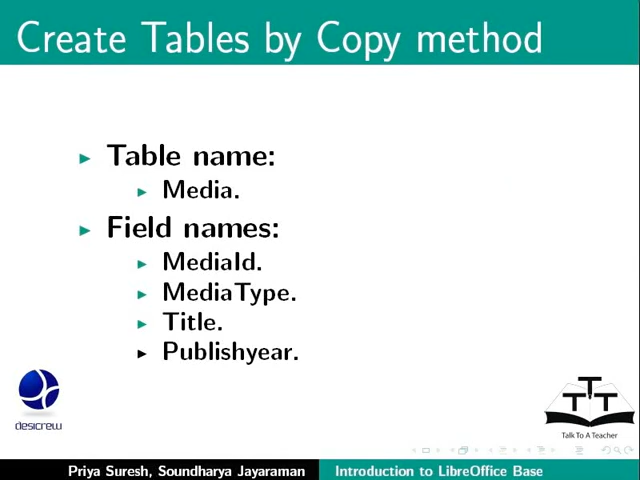 Create Tables by Copy method
Table name:
Media.
Field names:
MediaId.
MediaType.
Title.
Publishyear.
desicrew
T T T
Talk To A Teacher
Priya Suresh, Soundharya Jayaraman Introduction to LibreOffice Base